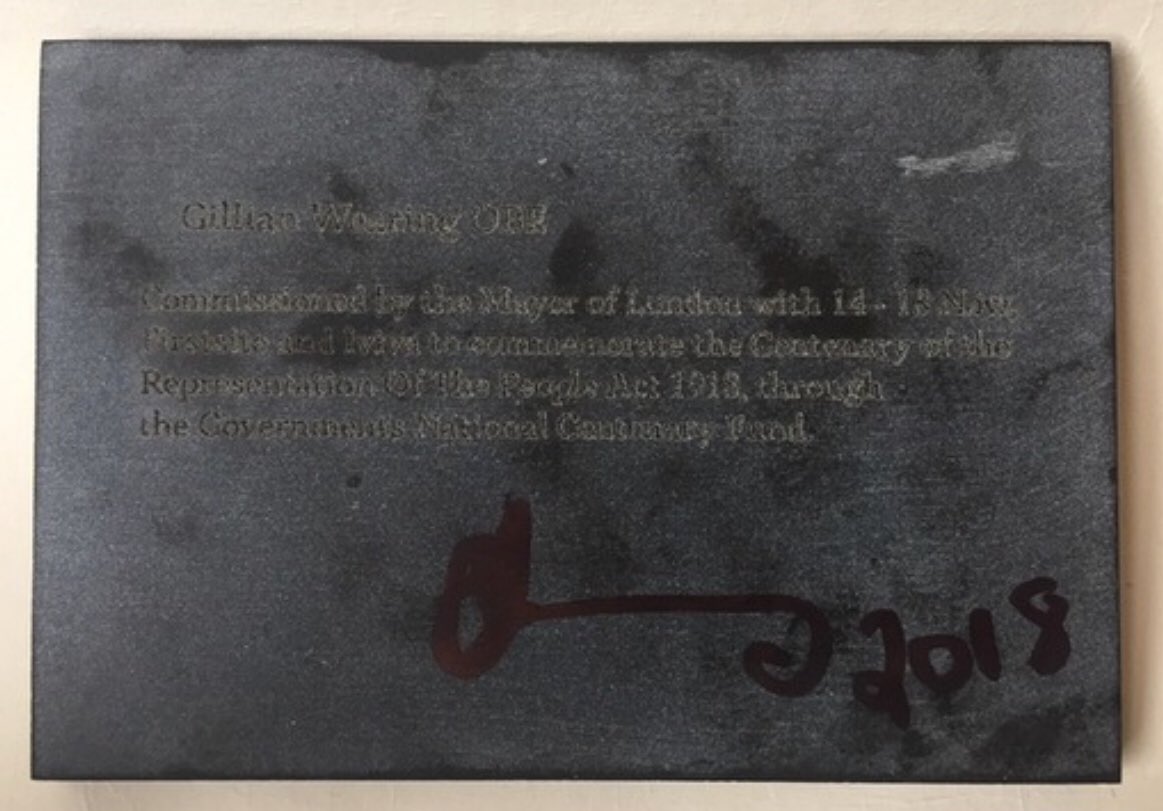 Gillian Wearing OBE
Commissioned by the Mayor of London with 14 - 18 Now,
Firstsite and Iniva to commemorate the Centenary of the
Representation Of The People Act 1918, through
the Government's National Centenary Fund.
2018